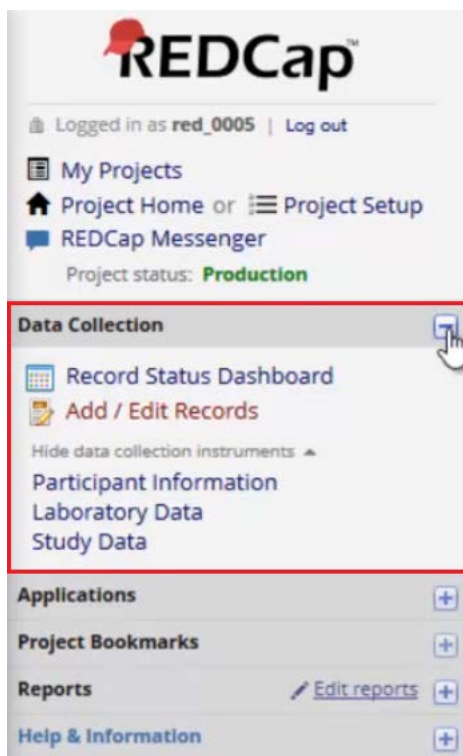 REDCap™
Logged in as red_0005 | Log out
My Projects
Project Home or Project Setup
REDCap Messenger
Project status: Production
Data Collection
Record Status Dashboard
Add / Edit Records
Hide data collection instruments
Participant Information
Laboratory Data
Study Data
Applications
Project Bookmarks
Reports Edit reports
Help & Information